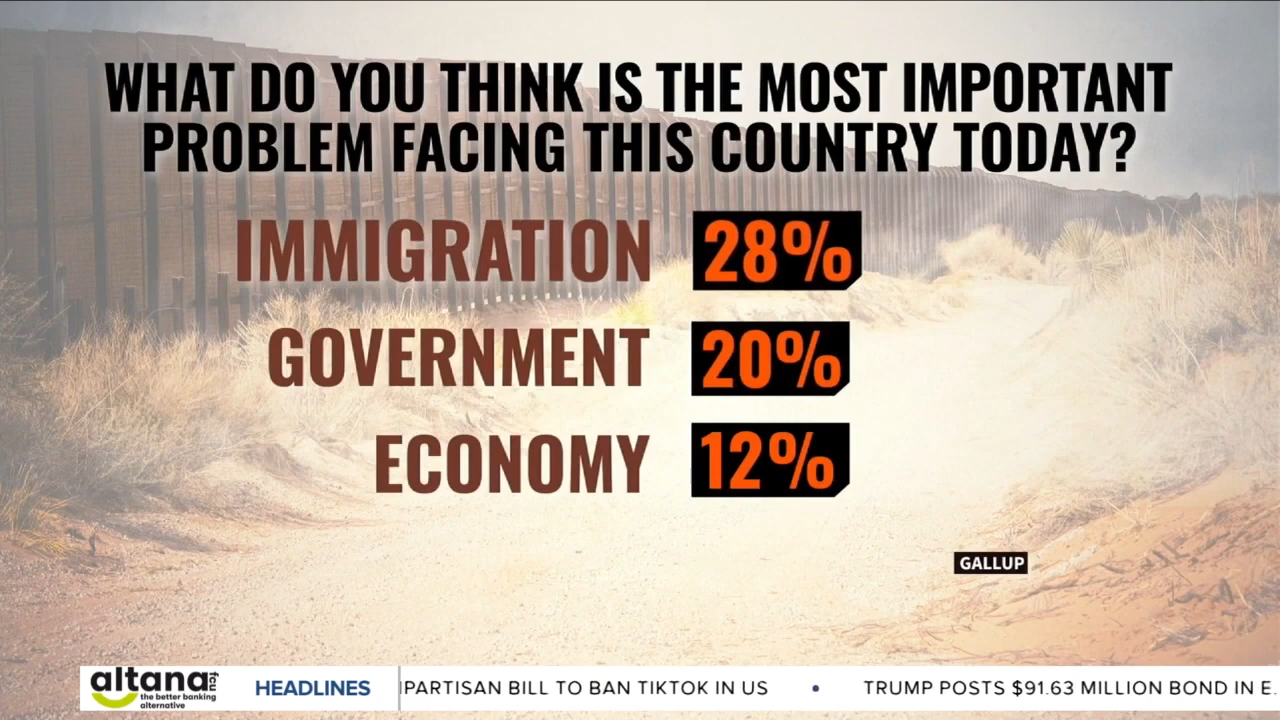 WHAT DO YOU THINK IS THE MOST IMPORTANT
PROBLEM FACING THIS COUNTRY TODAY?
IMMIGRATION 28%
GOVERNMENT 20%
ECONOMY 12%
GALLUP
altana fcu
the better banking
alternative
HEADLINES
PARTISAN BILL TO BAN TIKTOK IN US • TRUMP POSTS $91.63 MILLION BOND IN E.